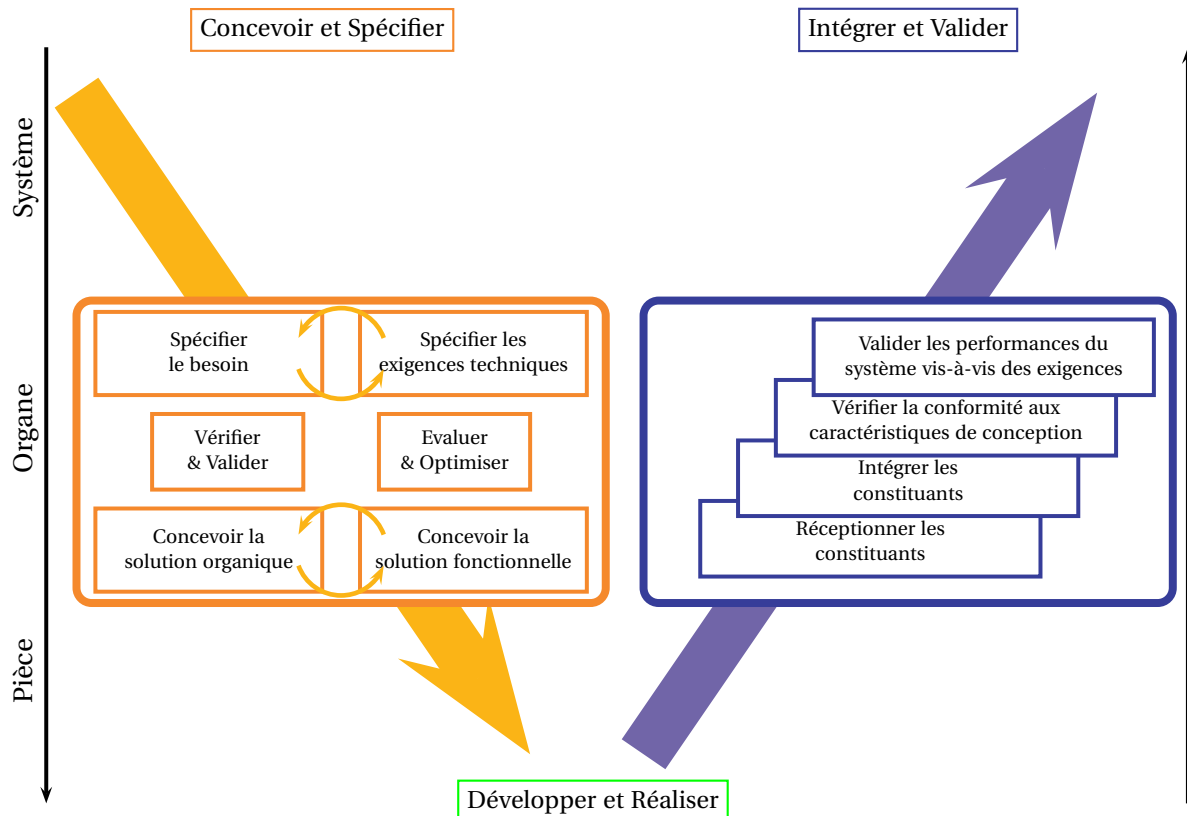 Concevoir et Spécifier
Intégrer et Valider
Système
Organe
Pièce
Spécifier
le besoin
Spécifier les
exigences techniques
Vérifier
& Valider
Evaluer
& Optimiser
Concevoir la
solution organique
Concevoir la
solution fonctionnelle
Valider les performances du
système vis-à-vis des exigences
Vérifier la conformité aux
caractéristiques de conception
Intégrer les
constituants
Réceptionner les
constituants
Développer et Réaliser